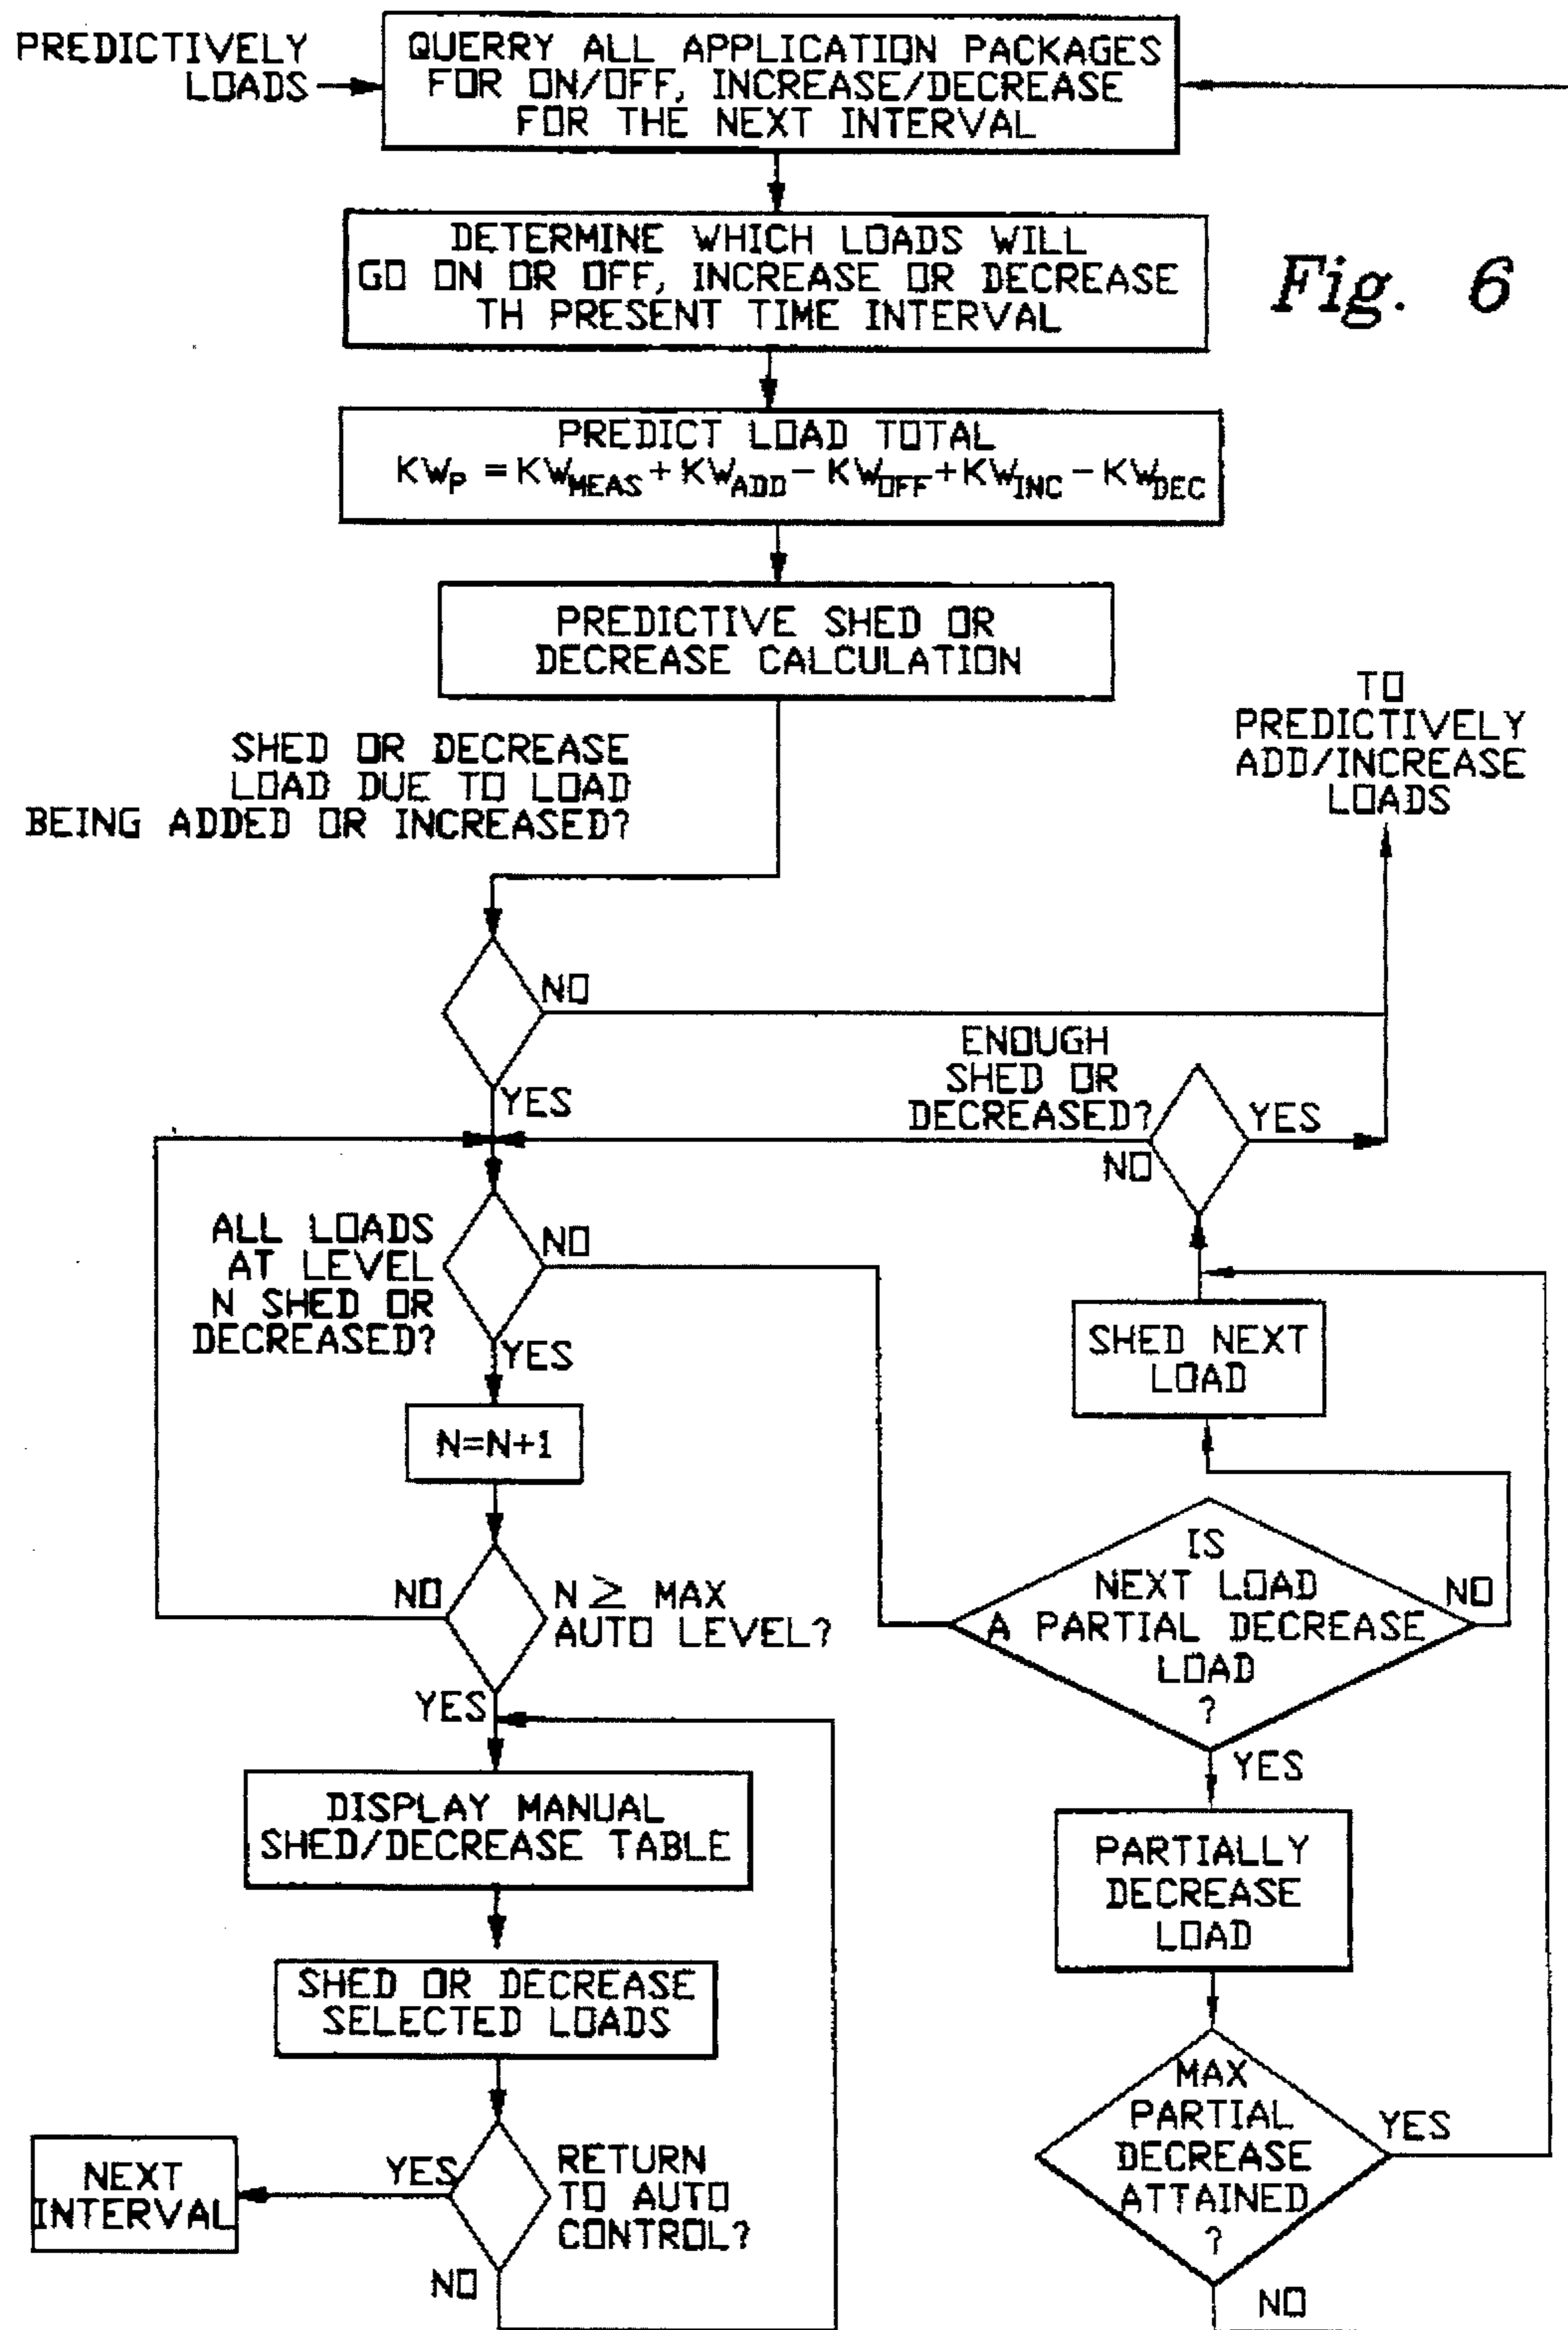 PREDICTIVELY
LOADS
QUERRY ALL APPLICATION PACKAGES
FOR ON/OFF, INCREASE/DECREASE
FOR THE NEXT INTERVAL
DETERMINE WHICH LOADS WILL
GO ON OR OFF, INCREASE OR DECREASE
TH PRESENT TIME INTERVAL
Fig. 6
PREDICT LOAD TOTAL
KWP = KWMEAS + KWADD - KWOFF + KWINC - KWDEC
PREDICTIVE SHED OR
DECREASE CALCULATION
SHED OR DECREASE
LOAD DUE TO LOAD
BEING ADDED OR INCREASED?
TO
PREDICTIVELY
ADD/INCREASE
LOADS
NO
YES
ENOUGH
SHED OR
DECREASED?
YES
NO
ALL LOADS
AT LEVEL
N SHED OR
DECREASED?
NO
YES
SHED NEXT
LOAD
N=N+1
NO
N ≥ MAX
AUTO LEVEL?
YES
IS
NEXT LOAD
A PARTIAL DECREASE
LOAD
?
NO
YES
DISPLAY MANUAL
SHED/DECREASE TABLE
PARTIALLY
DECREASE
LOAD
SHED OR DECREASE
SELECTED LOADS
MAX
PARTIAL
DECREASE
ATTAINED
?
YES
NO
NEXT
INTERVAL
YES
RETURN
TO AUTO
CONTROL?
NO